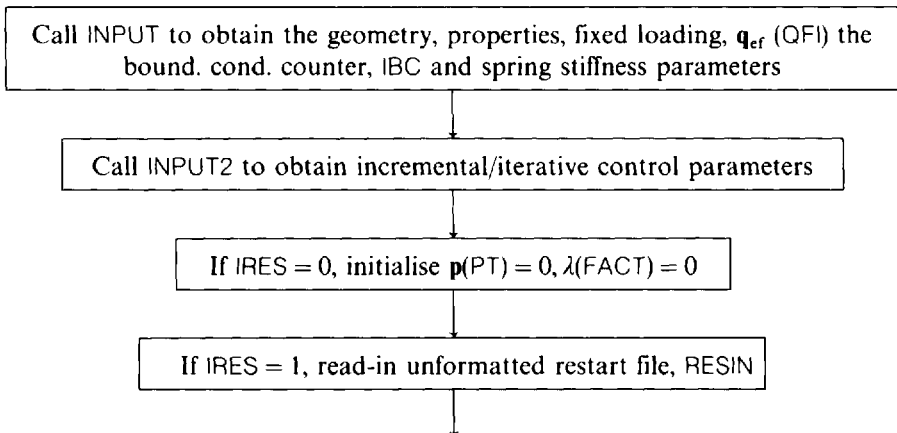 Call INPUT to obtain the geometry, properties, fixed loading, q_ef (QFI) the
bound. cond. counter, IBC and spring stiffness parameters
Call INPUT2 to obtain incremental/iterative control parameters
If IRES = 0, initialise p(PT) = 0, λ(FACT) = 0
If IRES = 1, read-in unformatted restart file, RESIN